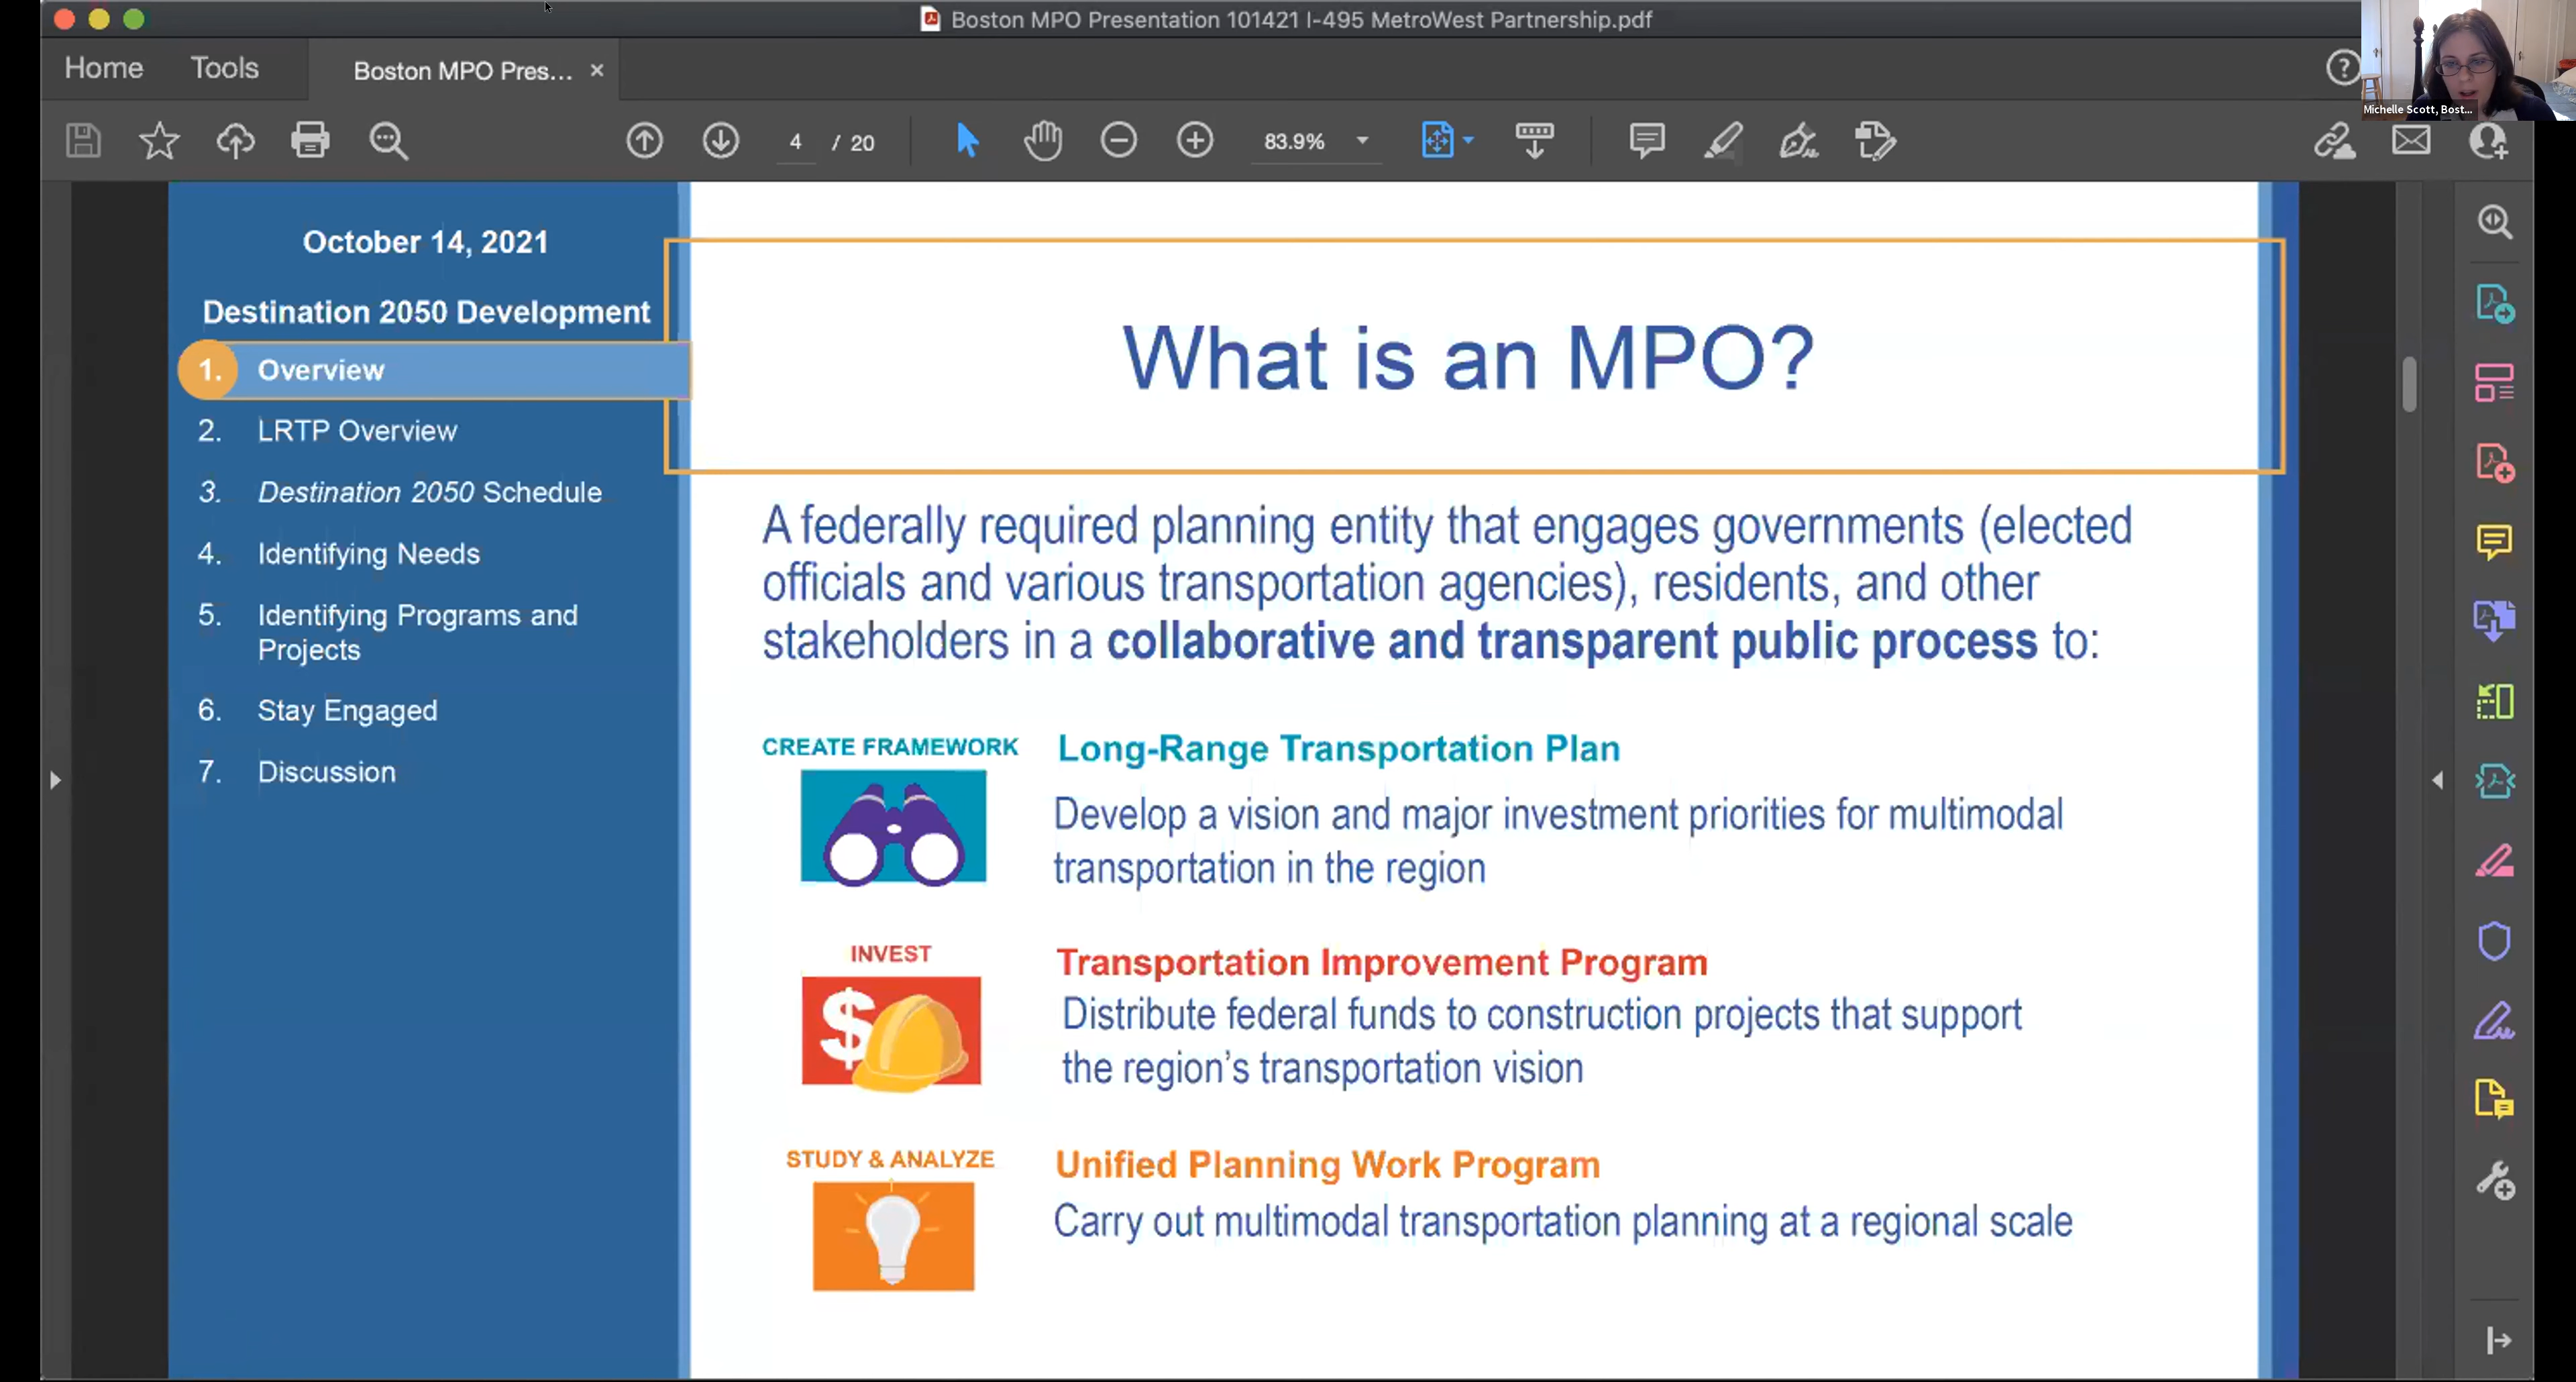 Boston MPO Presentation 101421 I-495 MetroWest Partnership.pdf
Home
Tools
Boston MPO Pres...
Michelle Scott, Bost...
4 / 20
83.9%
October 14, 2021
Destination 2050 Development
1. Overview
2. LRTP Overview
3. Destination 2050 Schedule
4. Identifying Needs
5. Identifying Programs and
Projects
6. Stay Engaged
7. Discussion
What is an MPO?
A federally required planning entity that engages governments (elected
officials and various transportation agencies), residents, and other
stakeholders in a collaborative and transparent public process to:
CREATE FRAMEWORK
Long-Range Transportation Plan
Develop a vision and major investment priorities for multimodal
transportation in the region
INVEST
$
Transportation Improvement Program
Distribute federal funds to construction projects that support
the region's transportation vision
STUDY & ANALYZE
Unified Planning Work Program
Carry out multimodal transportation planning at a regional scale